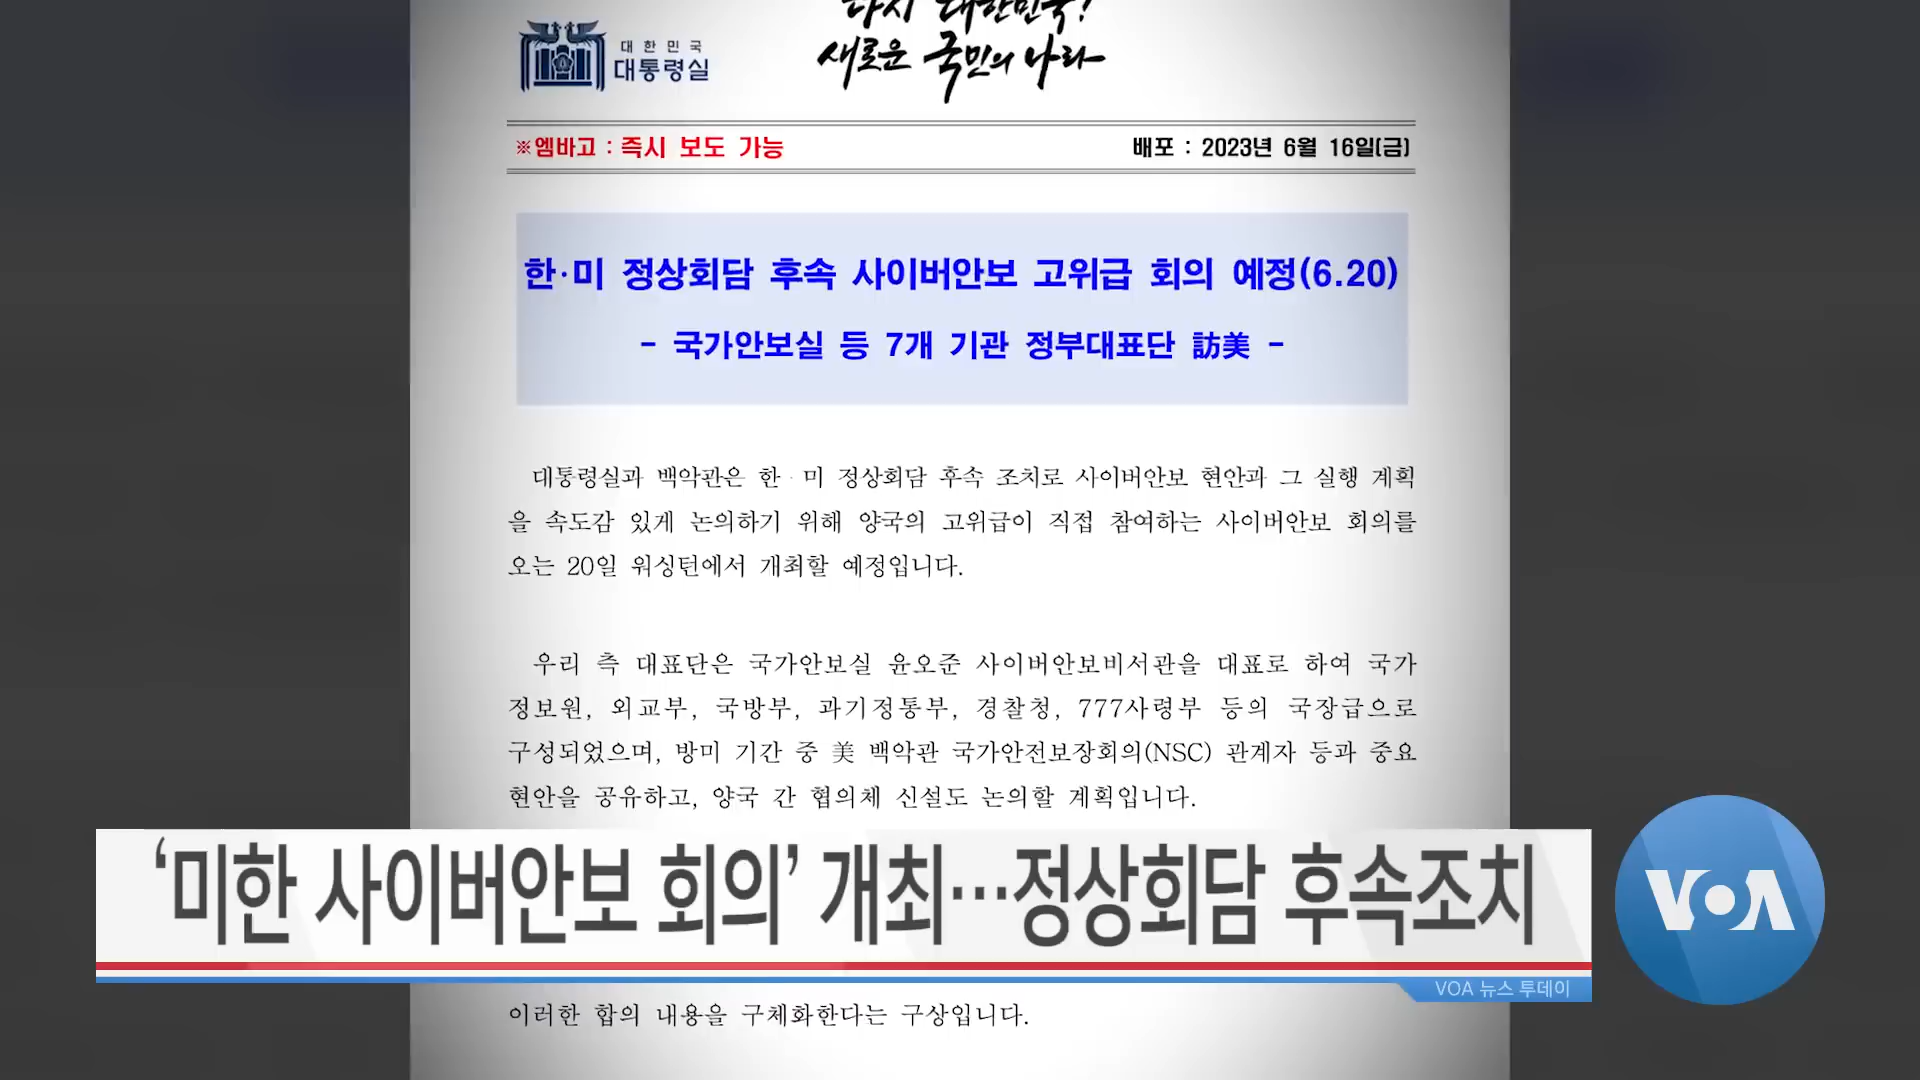 다시 대한민국!
새로운 국민의 나라
대한민국
대통령실
※엠바고 : 즉시 보도 가능
배포 : 2023년 6월 16일(금)
한·미 정상회담 후속 사이버안보 고위급 회의 예정(6.20)
- 국가안보실 등 7개 기관 정부대표단 訪美 -
대통령실과 백악관은 한·미 정상회담 후속 조치로 사이버안보 현안과 그 실행 계획
을 속도감 있게 논의하기 위해 양국의 고위급이 직접 참여하는 사이버안보 회의를
오는 20일 워싱턴에서 개최할 예정입니다.
우리 측 대표단은 국가안보실 윤오준 사이버안보비서관을 대표로 하여 국가
정보원, 외교부, 국방부, 과기정통부, 경찰청, 777사령부 등의 국장급으로
구성되었으며, 방미 기간 중 美 백악관 국가안전보장회의(NSC) 관계자 등과 중요
현안을 공유하고, 양국 간 협의체 신설도 논의할 계획입니다.
‘미한 사이버안보 회의’ 개최…정상회담 후속조치
VOA
VOA 뉴스 투데이
이러한 합의 내용을 구체화한다는 구상입니다.